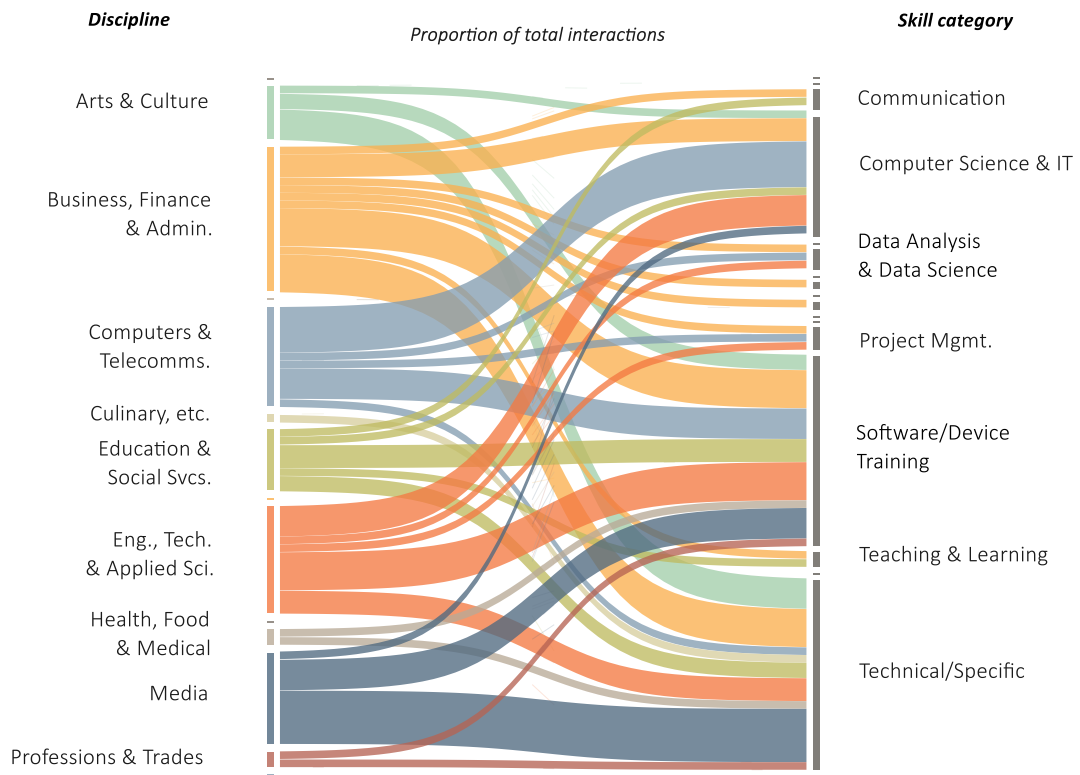 Discipline
Proportion of total interactions
Skill category
Arts & Culture
Business, Finance
& Admin.
Computers &
Telecomms.
Culinary, etc.
Education &
Social Svcs.
Eng., Tech.
& Applied Sci.
Health, Food
& Medical
Media
Professions & Trades
Communication
Computer Science & IT
Data Analysis
& Data Science
Project Mgmt.
Software/Device
Training
Teaching & Learning
Technical/Specific